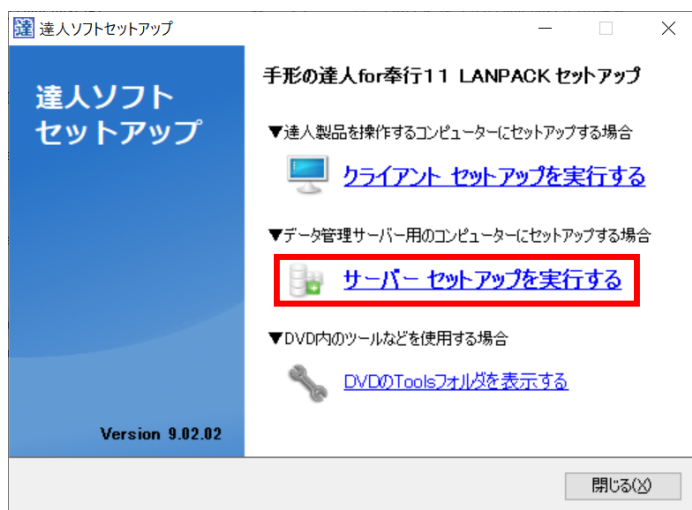 達 達人ソフトセットアップ
達人ソフト
セットアップ
手形の達人for奉行11 LANPACK セットアップ
▼達人製品を操作するコンピューターにセットアップする場合
クライアント セットアップを実行する
▼データ管理サーバー用のコンピューターにセットアップする場合
サーバー セットアップを実行する
▼DVD内のツールなどを使用する場合
DVDのToolsフォルダを表示する
Version 9.02.02
閉じる(X)